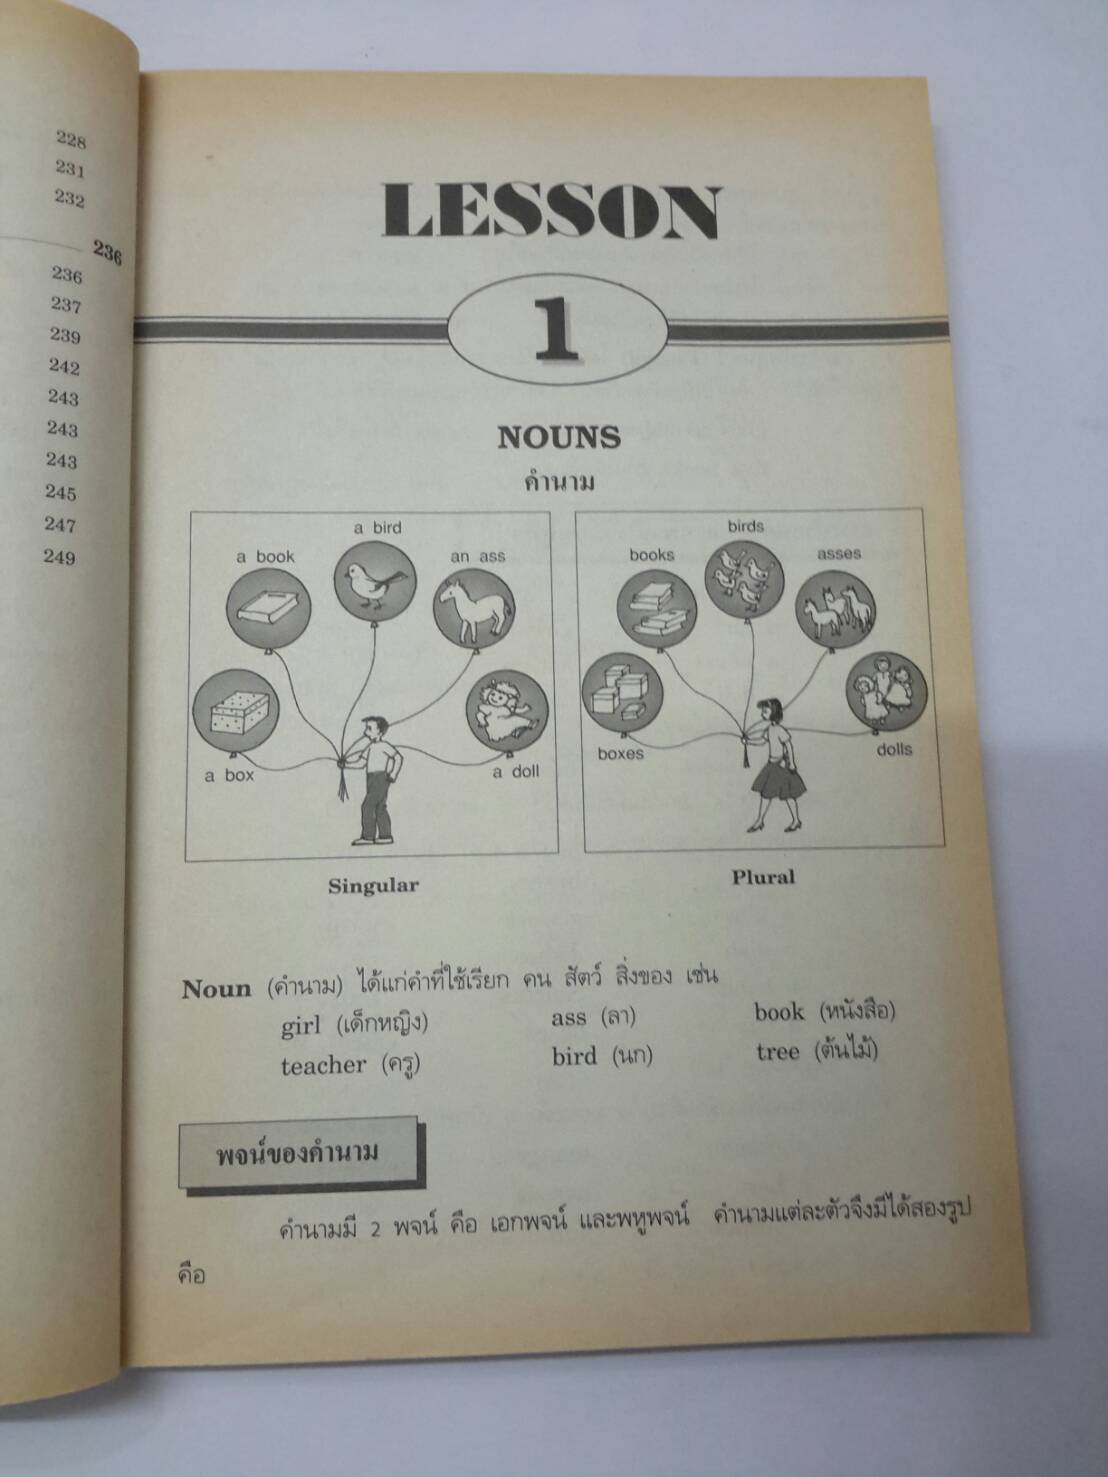 228
231
232
236
236
237
239
242
243
243
243
245
247
249
LESSON
1
NOUNS
คำนาม
a bird
a book
an ass
a box
a doll
Singular
birds
books
asses
boxes
dolls
Plural
Noun (คำนาม) ได้แก่คำที่ใช้เรียก คน สัตว์ สิ่งของ เช่น
girl (เด็กหญิง) ass (ลา) book (หนังสือ)
teacher (ครู) bird (นก) tree (ต้นไม้)
พจน์ของคำนาม
คำนามมี 2 พจน์ คือ เอกพจน์ และพหูพจน์ คำนามแต่ละตัวจึงมีได้สองรูป
คือ